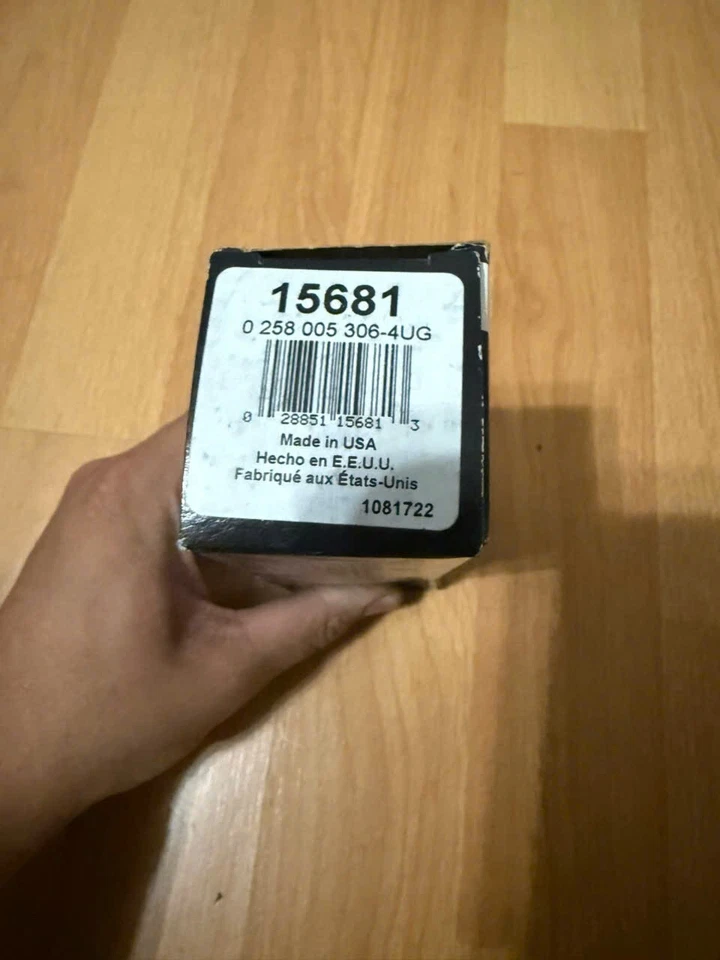 15681
0 258 005 306-4UG
0 28851 15681 3
Made in USA
Hecho en E.E.U.U.
Fabriqué aux États-Unis
1081722